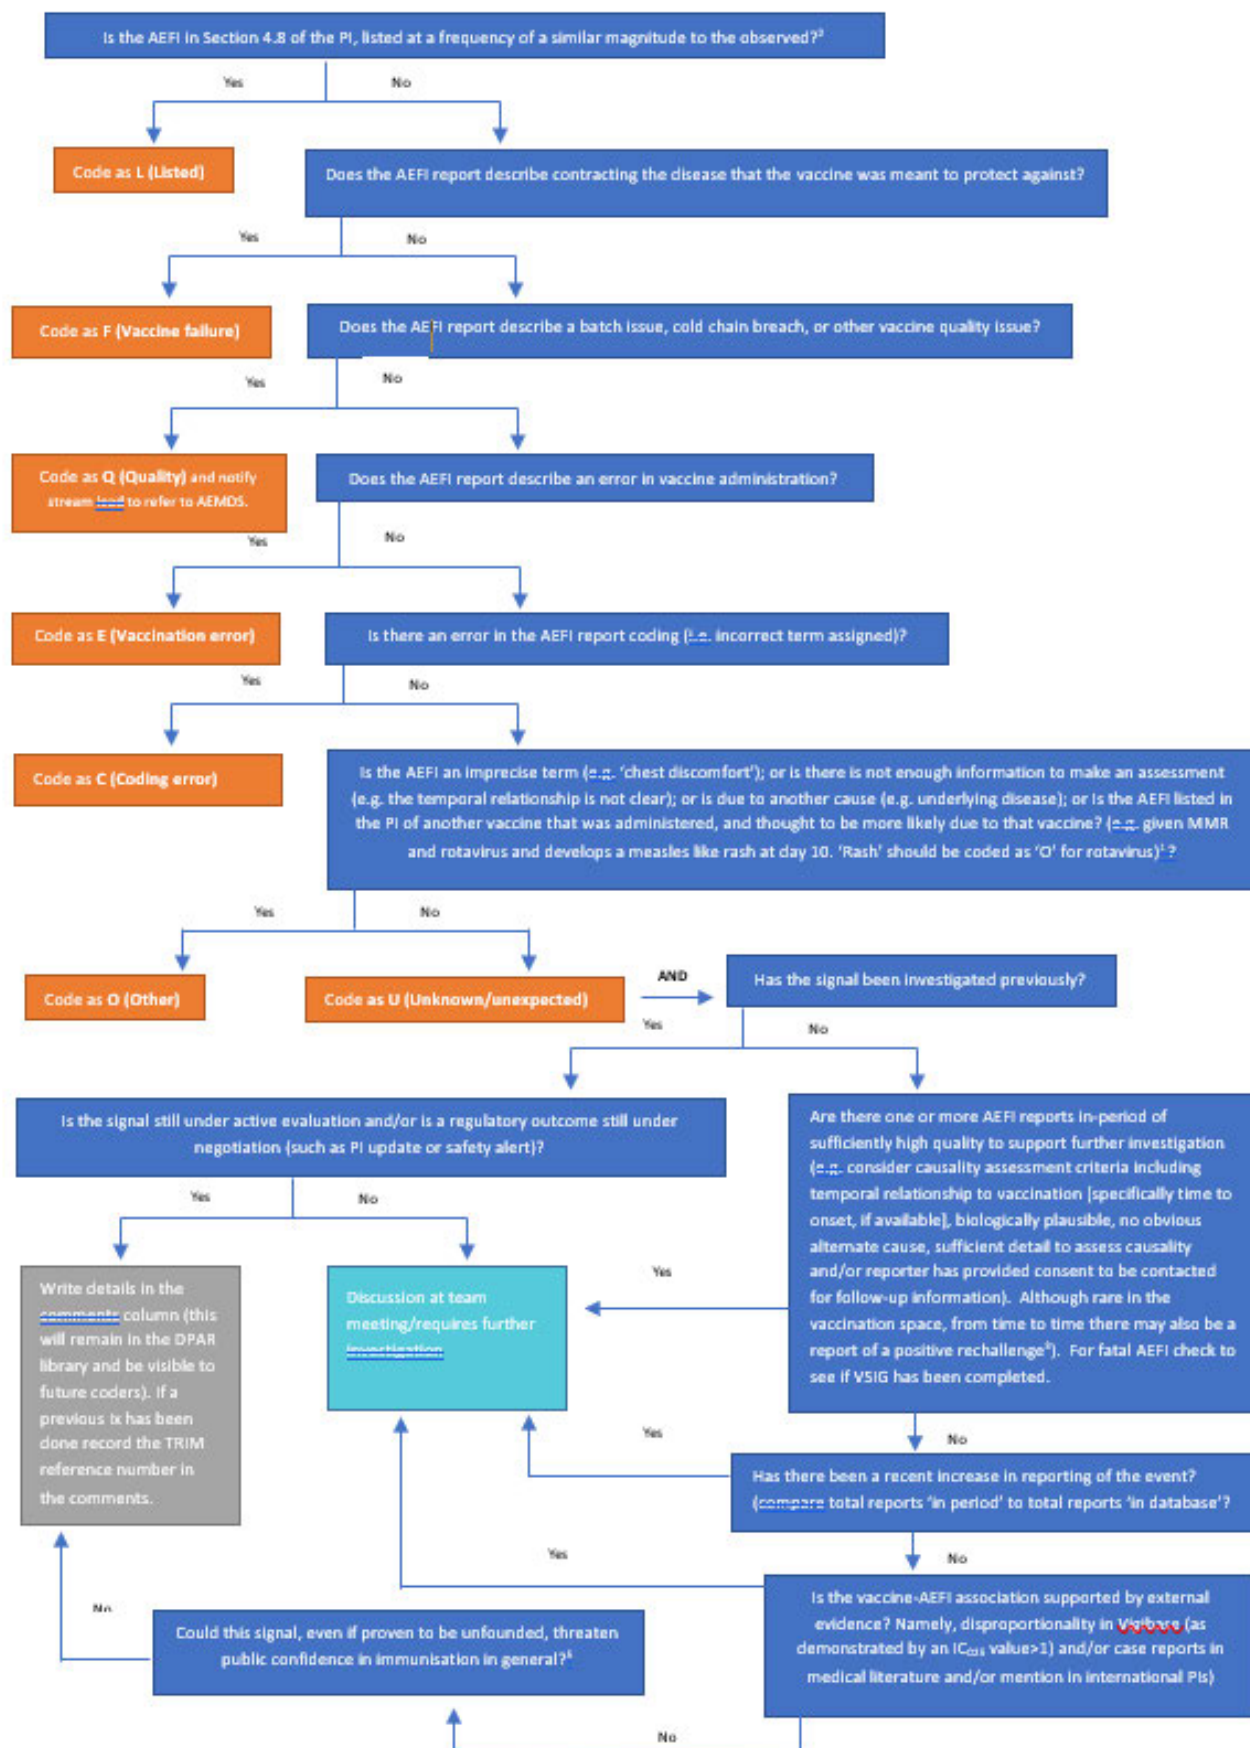 Is the AEFI in Section 4.8 of the PI, listed at a frequency of a similar magnitude to the observed?
Yes
No
Code as L (Listed)
Does the AEFI report describe contracting the disease that the vaccine was meant to protect against?
Yes
No
Code as F (Vaccine failure)
Does the AEFI report describe a batch issue, cold chain breach, or other vaccine quality issue?
Yes
No
Code as Q (Quality) and notify
stream lead to refer to AEMDS.
Does the AEFI report describe an error in vaccine administration?
Yes
No
Code as E (Vaccination error)
Is there an error in the AEFI report coding (i.e. incorrect term assigned)?
Yes
No
Code as C (Coding error)
Is the AEFI an imprecise term (e.g. ‘chest discomfort’); or is there is not enough information to make an assessment
(e.g. the temporal relationship is not clear); or is due to another cause (e.g. underlying disease); or Is the AEFI listed in
the PI of another vaccine that was administered, and thought to be more likely due to that vaccine? (e.g. given MMR
and rotavirus and develops a measles like rash at day 10. ‘Rash’ should be coded as ‘O’ for rotavirus)¹?
Yes
No
Code as O (Other)
Code as U (Unknown/unexpected)
AND
Has the signal been investigated previously?
Yes
No
Is the signal still under active evaluation and/or is a regulatory outcome still under
negotiation (such as PI update or safety alert)?
Yes
No
Are there one or more AEFI reports in-period of
sufficiently high quality to support further investigation
(e.g. consider causality assessment criteria including
temporal relationship to vaccination [specifically time to
onset, if available], biologically plausible, no obvious
alternate cause, sufficient detail to assess causality
and/or reporter has provided consent to be contacted
for follow-up information). Although rare in the
vaccination space, from time to time there may also be a
report of a positive rechallenge). For fatal AEFI check to
see if VSIG has been completed.
Write details in the
comments column (this
will remain in the DPAR
library and be visible to
future coders). If a
previous Ix has been
done record the TRIM
reference number in
the comments.
Discussion at team
meeting/requires further
investigation
Yes
No
Yes
Has there been a recent increase in reporting of the event?
(compare total reports ‘in period’ to total reports ‘in database’?
No
Yes
Is the vaccine-AEFI association supported by external
evidence? Namely, disproportionality in Vigibase (as
demonstrated by an IC₀₂₅ value>1) and/or case reports in
medical literature and/or mention in international PIs)
No
Could this signal, even if proven to be unfounded, threaten
public confidence in immunisation in general?
No